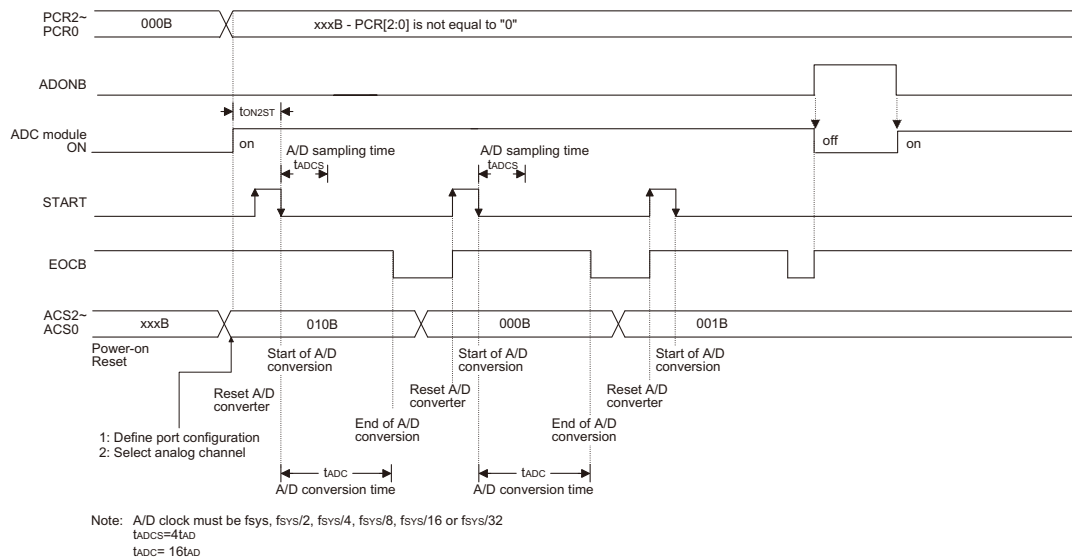 PCR2~
PCR0
000B
xxxB - PCR[2:0] is not equal to "0"
ADONB
tON2ST
ADC module
ON
on
off
on
A/D sampling time
tADCS
A/D sampling time
tADCS
START
EOCB
ACS2~
ACS0
xxxB
010B
000B
001B
Power-on
Reset
Start of A/D
conversion
Start of A/D
conversion
Start of A/D
conversion
Reset A/D
converter
Reset A/D
converter
Reset A/D
converter
End of A/D
conversion
End of A/D
conversion
1: Define port configuration
2: Select analog channel
tADC
A/D conversion time
tADC
A/D conversion time
Note: A/D clock must be fsys, fSYS/2, fSYS/4, fSYS/8, fSYS/16 or fSYS/32
tADCS=4tAD
tADC= 16tAD